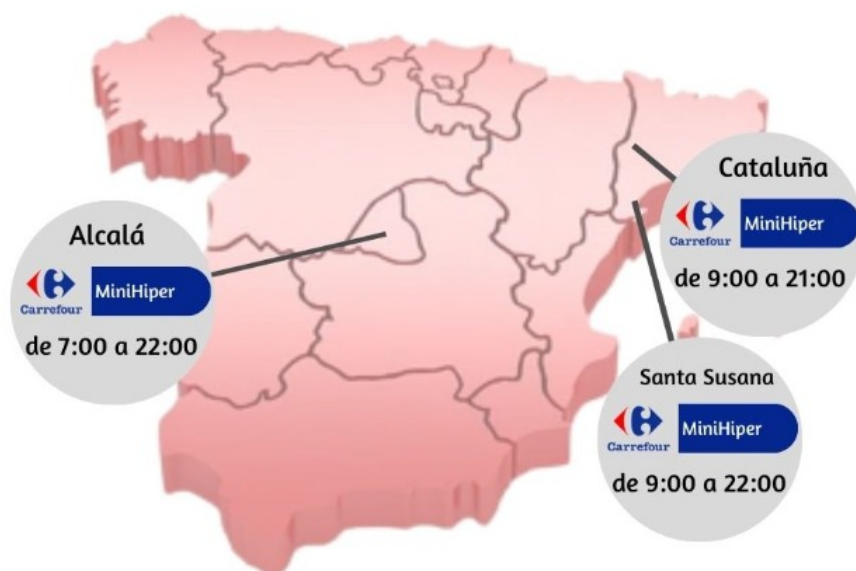 Cataluña
Carrefour
MiniHiper
de 9:00 a 21:00
Alcalá
Carrefour
MiniHiper
de 7:00 a 22:00
Santa Susana
Carrefour
MiniHiper
de 9:00 a 22:00